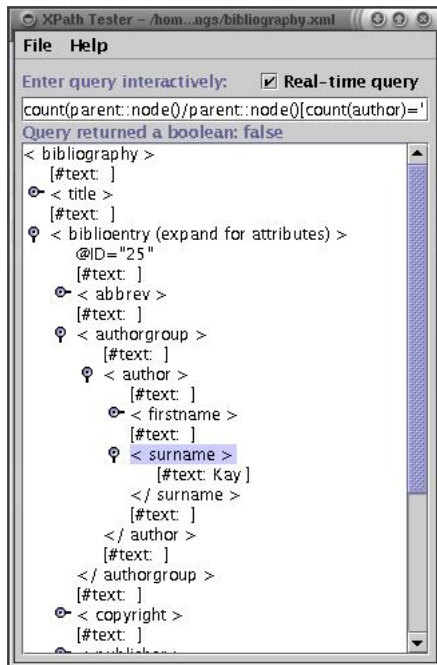 XPath Tester - /hom...ngs/bibliography.xml
File Help
Enter query interactively: Real-time query
count(parent::node()/parent::node()[count(author)='
Query returned a boolean: false
< bibliography >
[#text: ]
< title >
[#text: ]
< biblioentry (expand for attributes) >
@ID="25"
[#text: ]
< abbrev >
[#text: ]
< authorgroup >
[#text: ]
< author >
[#text: ]
< firstname >
[#text: ]
< surname >
[#text: Kay ]
</ surname >
[#text: ]
</ author >
[#text: ]
</ authorgroup >
[#text: ]
< copyright >
[#text: ]